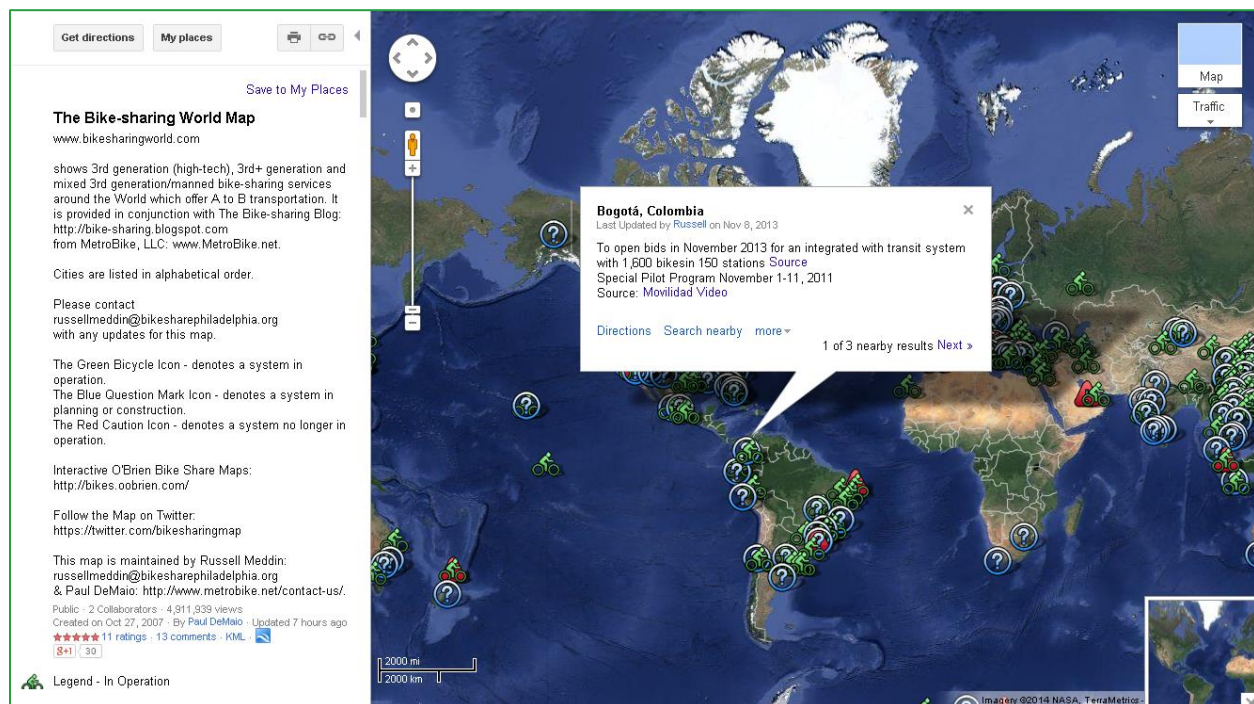 Get directions
My places
Save to My Places
The Bike-sharing World Map
www.bikesharingworld.com
shows 3rd generation (high-tech), 3rd+ generation and
mixed 3rd generation/manned bike-sharing services
around the World which offer A to B transportation. It
is provided in conjunction with The Bike-sharing Blog:
http://bike-sharing.blogspot.com
from MetroBike, LLC: www.MetroBike.net.
Cities are listed in alphabetical order.
Please contact
russellmeddin@bikesharephiladelphia.org
with any updates for this map.
The Green Bicycle Icon - denotes a system in
operation.
The Blue Question Mark Icon - denotes a system in
planning or construction.
The Red Caution Icon - denotes a system no longer in
operation.
Interactive O'Brien Bike Share Maps:
http://bikes.oobrien.com/
Follow the Map on Twitter:
https://twitter.com/bikesharingmap
This map is maintained by Russell Meddin:
russellmeddin@bikesharephiladelphia.org
& Paul DeMaio: http://www.metrobike.net/contact-us/.
Public · 2 Collaborators · 4,911,939 views
Created on Oct 27, 2007 · By Paul DeMaio · Updated 7 hours ago
11 ratings · 13 comments · KML ·
g+1 30
Legend - In Operation
Bogotá, Colombia
Last Updated by Russell on Nov 8, 2013
To open bids in November 2013 for an integrated with transit system
with 1,600 bikesin 150 stations Source
Special Pilot Program November 1-11, 2011
Source: Movilidad Video
Directions Search nearby more
1 of 3 nearby results Next »
Map
Traffic
2000 mi
2000 km
Imagery ©2014 NASA, TerraMetrics -